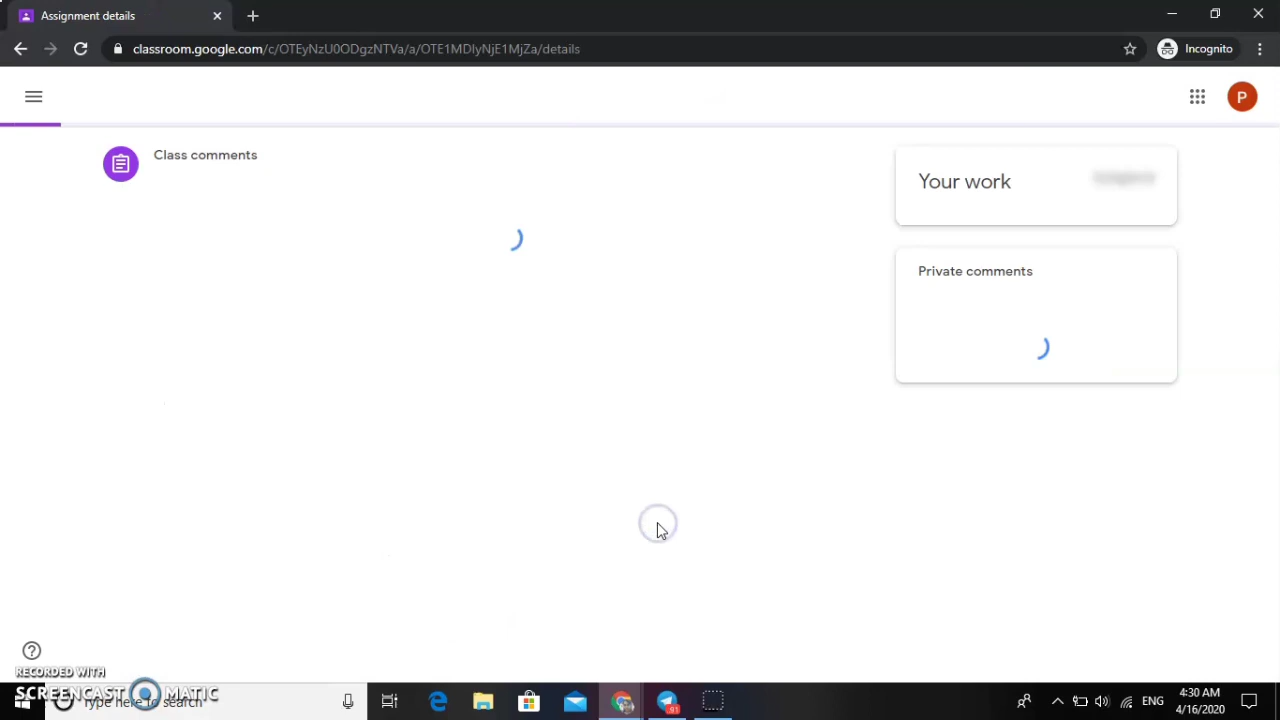 Assignment details
classroom.google.com/c/OTEyNzU0ODgzNTVa/a/OTE1MDIyNjE1MjZa/details
Incognito
P
Class comments
Your work
Private comments
RECORDED WITH
SCREENCAST MATIC
Type here to search
91
ENG
4:30 AM
4/16/2020